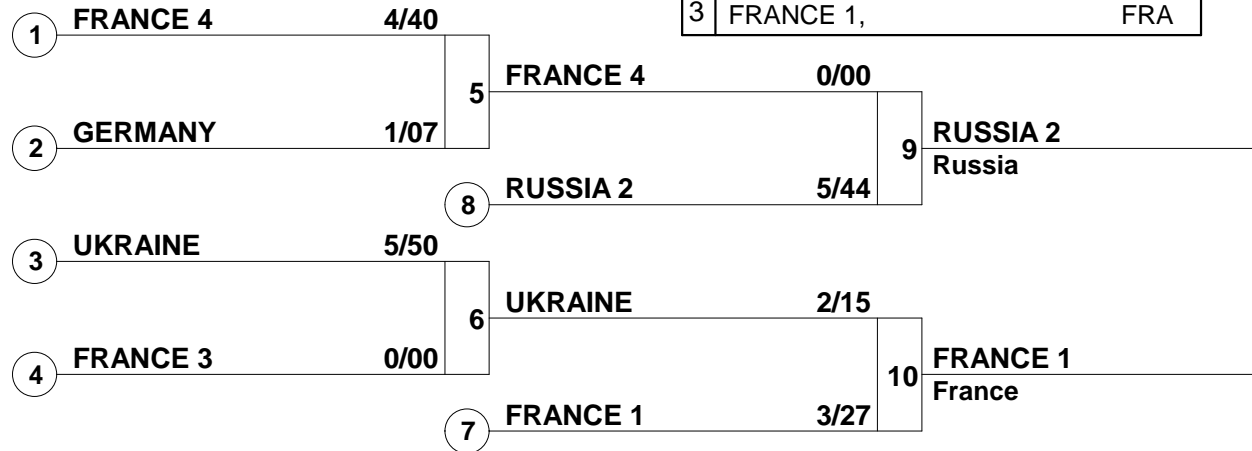 3 FRANCE 1, FRA
1 FRANCE 4 4/40
5 FRANCE 4 0/00
2 GERMANY 1/07
9 RUSSIA 2
Russia
8 RUSSIA 2 5/44
3 UKRAINE 5/50
6 UKRAINE 2/15
4 FRANCE 3 0/00
10 FRANCE 1
France
7 FRANCE 1 3/27